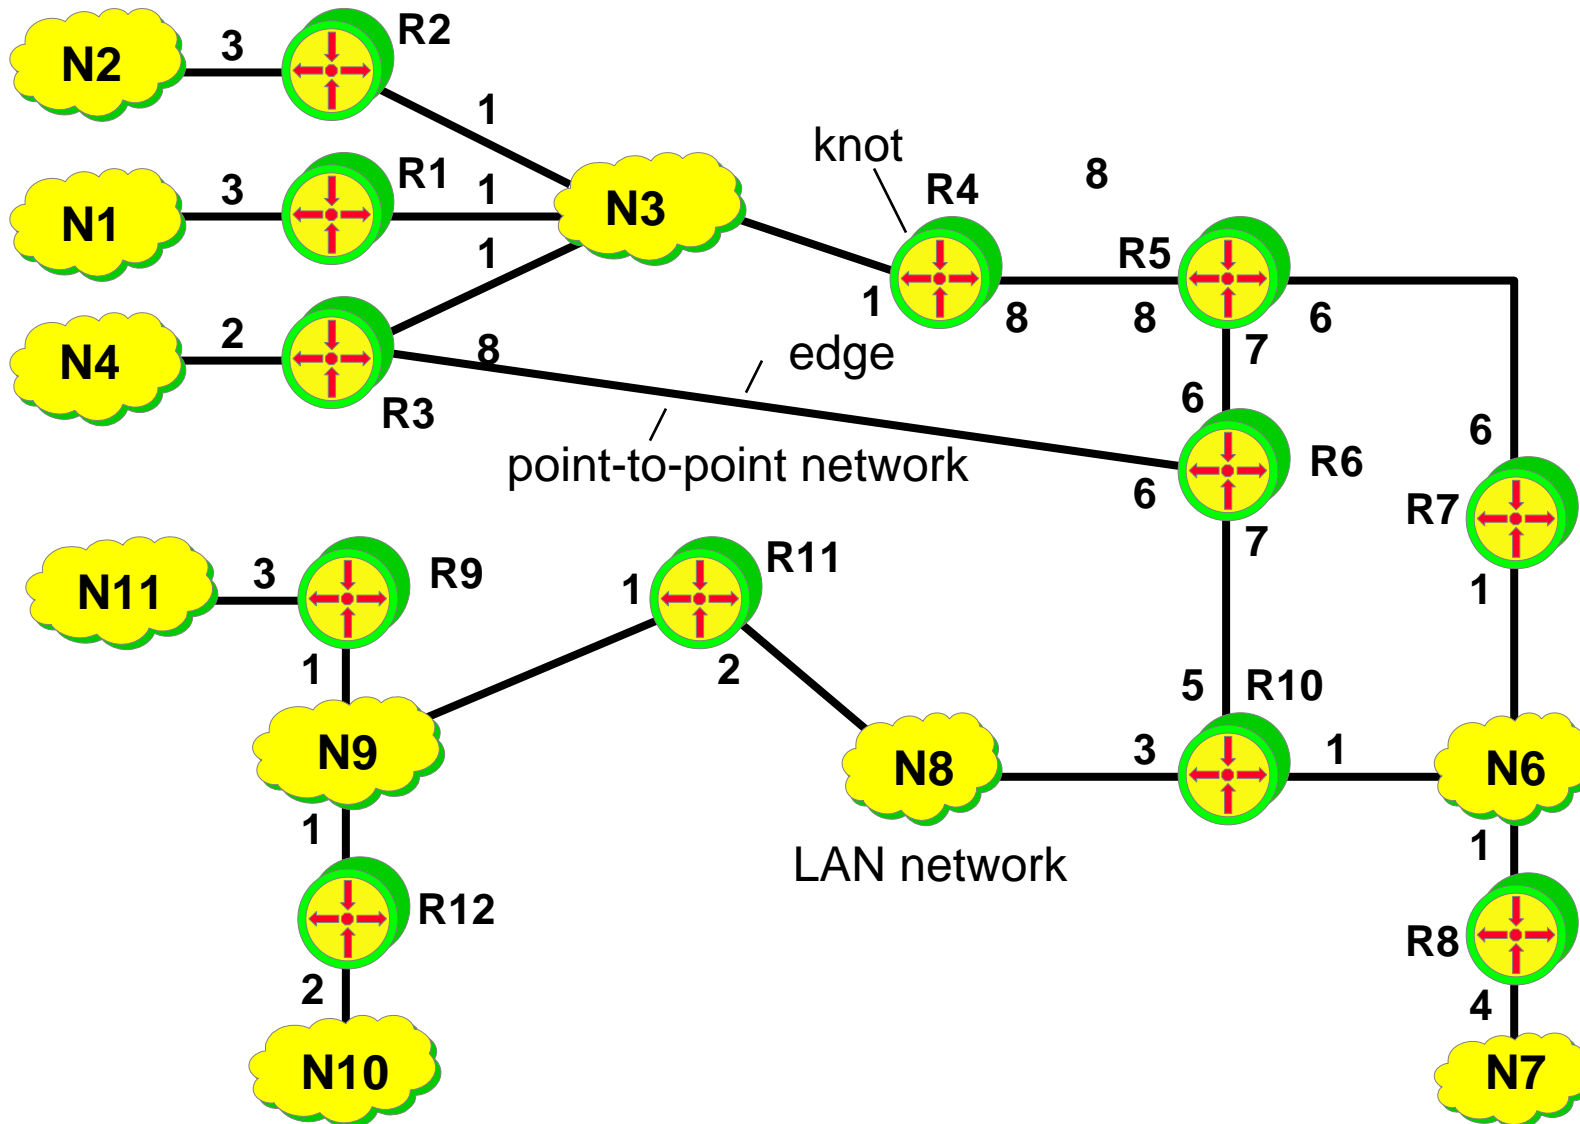 N2
3
R2
1
knot
8
N1
3
R1
1
N3
R4
R5
1
1
8
8
6
7
N4
2
R3
8
edge
6
6
point-to-point network
6
R6
R7
7
1
N11
3
R9
1
R11
1
2
5
R10
N9
N8
3
1
N6
1
LAN network
1
R12
R8
2
4
N10
N7